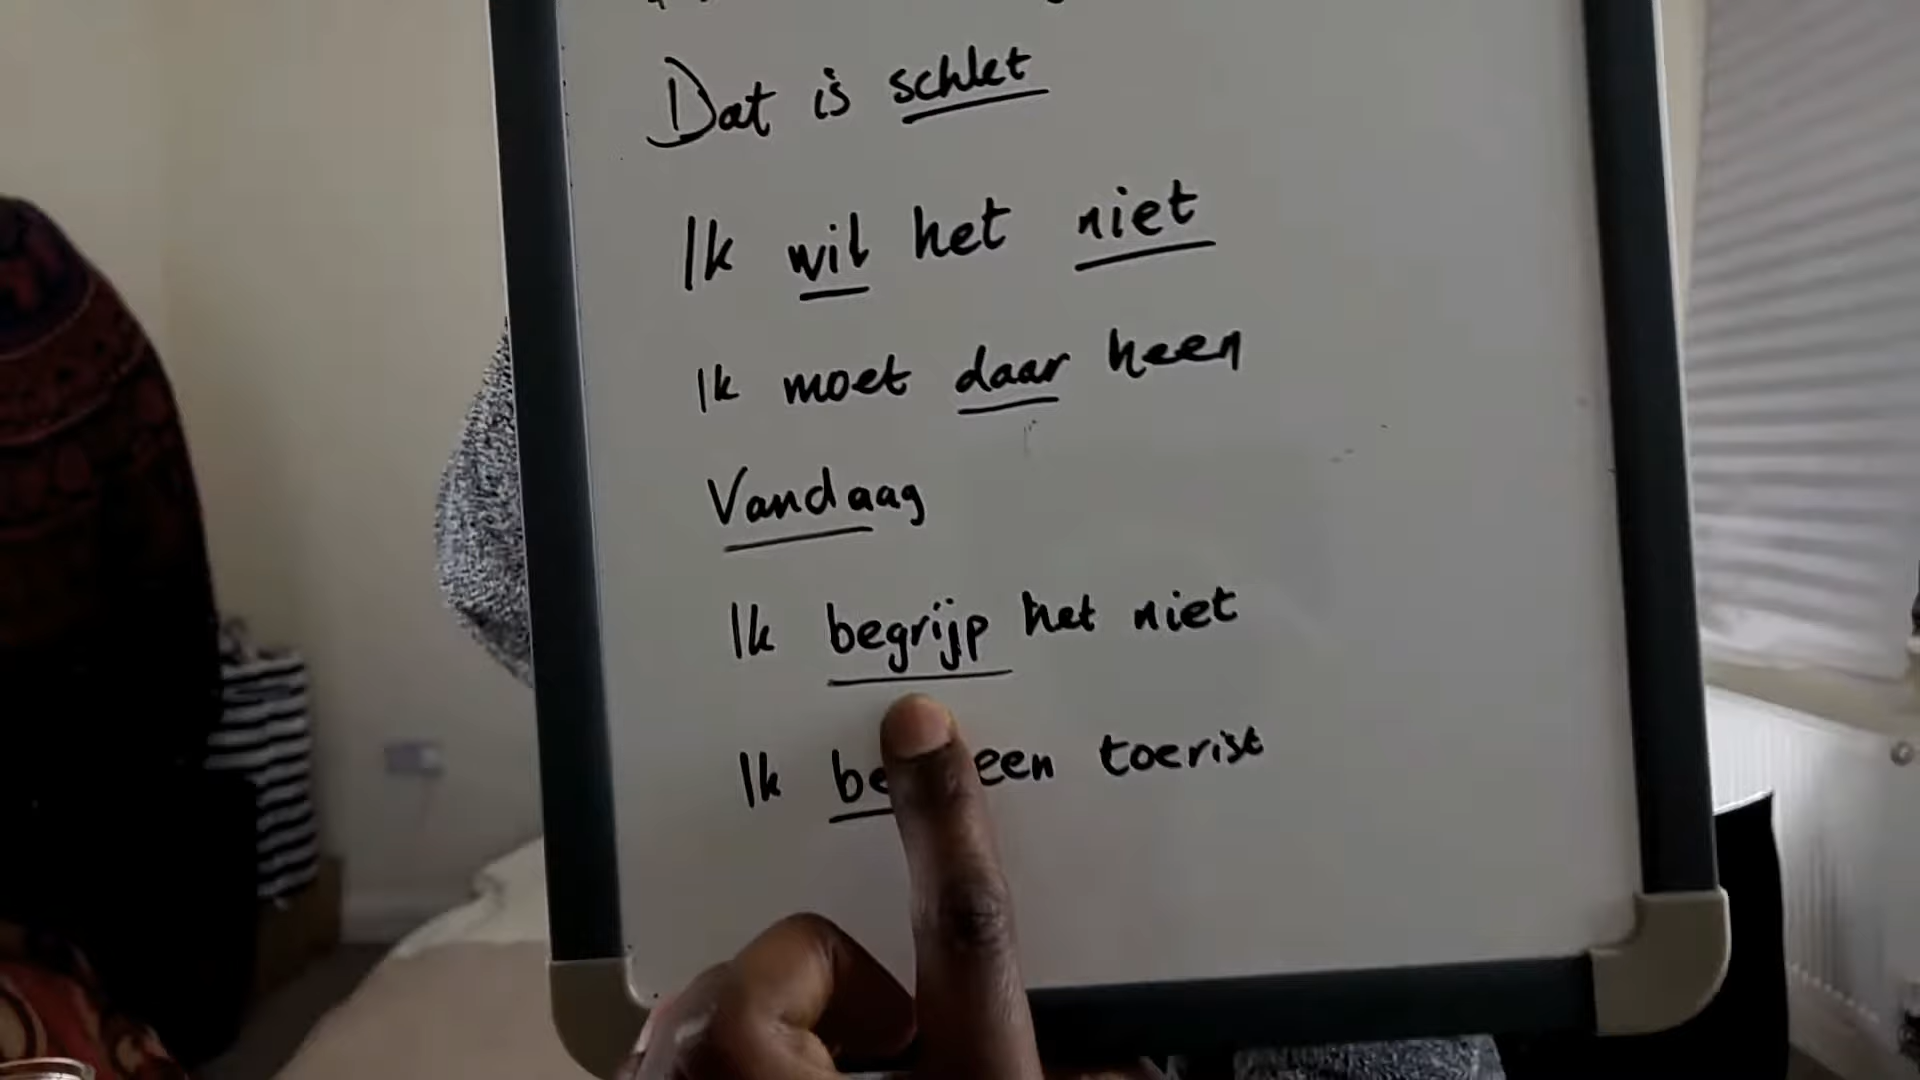 Dat is schlet
Ik wil het niet
Ik moet daar heen
Vandaag
Ik begrijp het niet
Ik een toerist